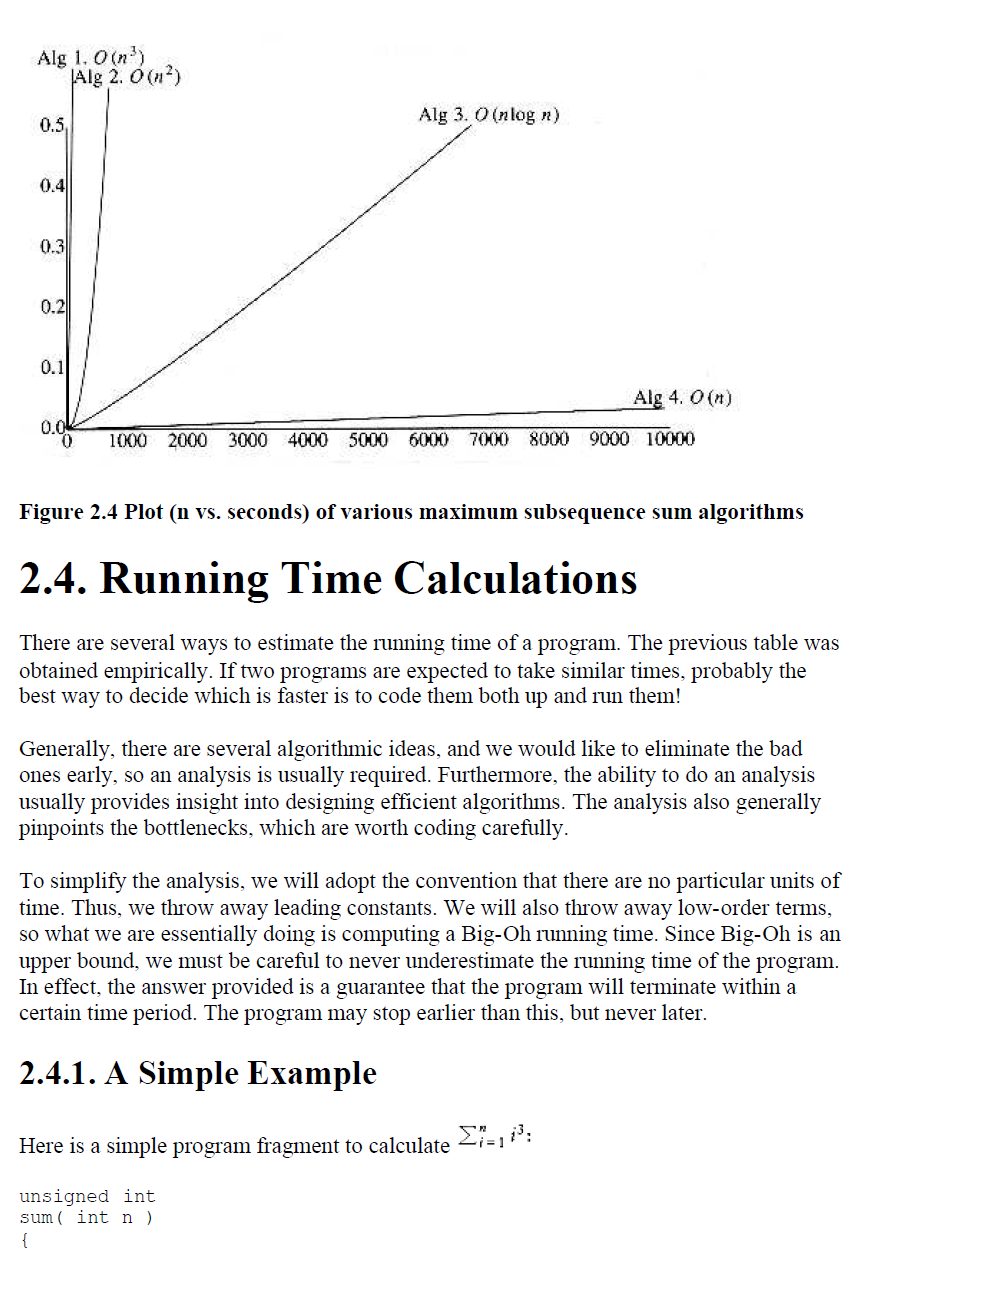 Alg 1. O(n³)
Alg 2. O(n²)
Alg 3. O(nlog n)
0.5
0.4
0.3
0.2
0.1
Alg 4. O(n)
0.0
0 1000 2000 3000 4000 5000 6000 7000 8000 9000 10000
Figure 2.4 Plot (n vs. seconds) of various maximum subsequence sum algorithms
2.4. Running Time Calculations
There are several ways to estimate the running time of a program. The previous table was
obtained empirically. If two programs are expected to take similar times, probably the
best way to decide which is faster is to code them both up and run them!
Generally, there are several algorithmic ideas, and we would like to eliminate the bad
ones early, so an analysis is usually required. Furthermore, the ability to do an analysis
usually provides insight into designing efficient algorithms. The analysis also generally
pinpoints the bottlenecks, which are worth coding carefully.
To simplify the analysis, we will adopt the convention that there are no particular units of
time. Thus, we throw away leading constants. We will also throw away low-order terms,
so what we are essentially doing is computing a Big-Oh running time. Since Big-Oh is an
upper bound, we must be careful to never underestimate the running time of the program.
In effect, the answer provided is a guarantee that the program will terminate within a
certain time period. The program may stop earlier than this, but never later.
2.4.1. A Simple Example
Here is a simple program fragment to calculate ∑ⁿᵢ₌₁ i³:
unsigned int
sum( int n )
{